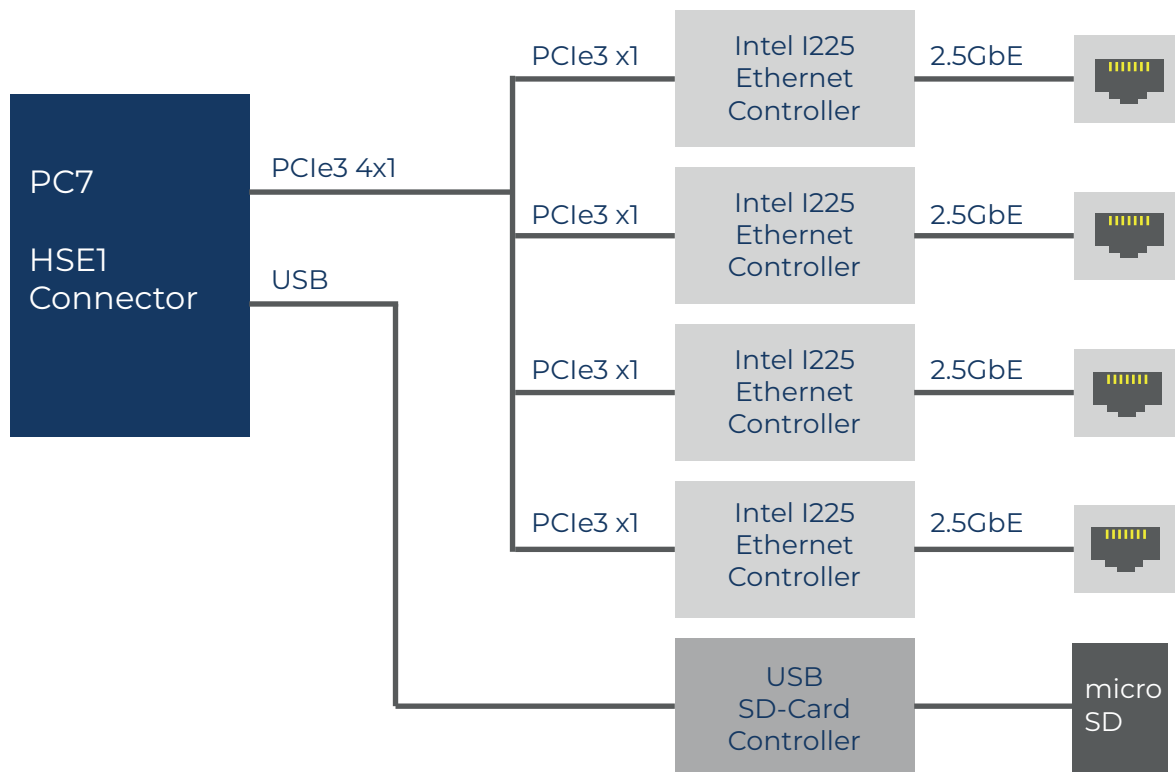 PC7
HSE1
Connector
PCIe3 4x1
USB
PCIe3 x1
Intel I225
Ethernet
Controller
2.5GbE
PCIe3 x1
Intel I225
Ethernet
Controller
2.5GbE
PCIe3 x1
Intel I225
Ethernet
Controller
2.5GbE
PCIe3 x1
Intel I225
Ethernet
Controller
2.5GbE
USB
SD-Card
Controller
micro
SD